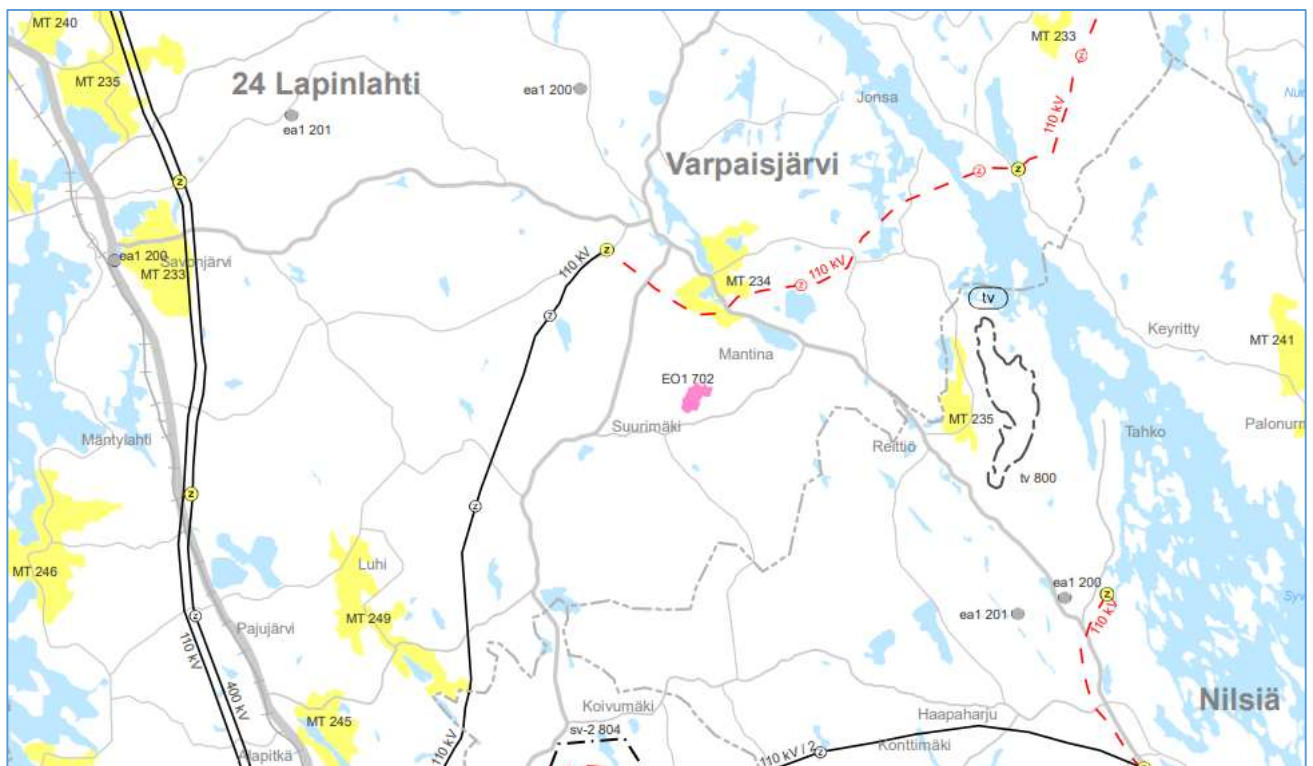 MT 240
MT 233
MT 235
24 Lapinlahti
ea1 200
Jonsa
ea1 201
110 kV
Varpaisjärvi
z
z
z
z
z
ea1 200
Savonjärvi
MT 233
110 kV
z
110 kV
MT 234
z
tv
z
Keyritty
MT 241
Mantina
EO1 702
MT 235
Suurimäki
Mäntylahti
Reittiö
Tahko
Palonurm
tv 800
z
z
MT 246
Luhi
ea1 200
z
ea1 201
MT 249
z
110 kV
Pajujärvi
110 kV
400 kV
Koivumäki
Haapaharju
Nilsiä
MT 245
sv-2 804
Konttimäki
Alapitkä
110 kV
110 kV / 2
z
z